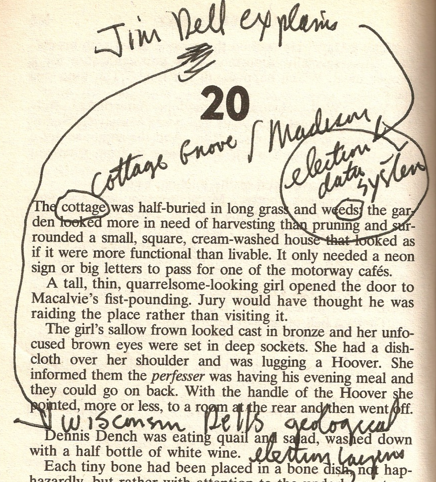 Jim Dell explains
20
Cottage Grove / Madison
election
data
system
The cottage was half-buried in long grass and weeds; the gar-
den looked more in need of harvesting than pruning and sur-
rounded a small, square, cream-washed house that looked as
if it were more functional than livable. It only needed a neon
sign or big letters to pass for one of the motorway cafés.
A tall, thin, quarrelsome-looking girl opened the door to
Macalvie's fist-pounding. Jury would have thought he was
raiding the place rather than visiting it.
The girl's sallow frown looked cast in bronze and her unfo-
cused brown eyes were set in deep sockets. She had a dish-
cloth over her shoulder and was lugging a Hoover. She
informed them the perfesser was having his evening meal and
they could go on back. With the handle of the Hoover she
pointed, more or less, to a room at the rear and then went off.
Wisconsin Dells geological
Dennis Dench was eating quail and salad, washed down
with a half bottle of white wine. election
Each tiny bone had been placed in a bone dish, not hap-
hazardly, but rather with attention to the